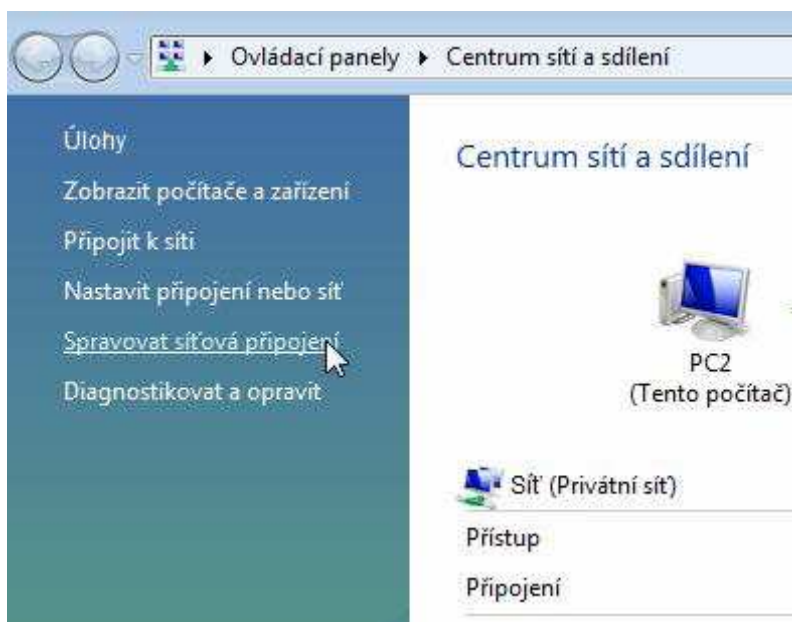 Ovládací panely Centrum sítí a sdílení
Úlohy
Zobrazit počítače a zařízení
Připojit k síti
Nastavit připojení nebo síť
Spravovat síťová připojení
Diagnostikovat a opravit
Centrum sítí a sdílení
PC2
(Tento počítač)
Síť (Privátní síť)
Přístup
Připojení